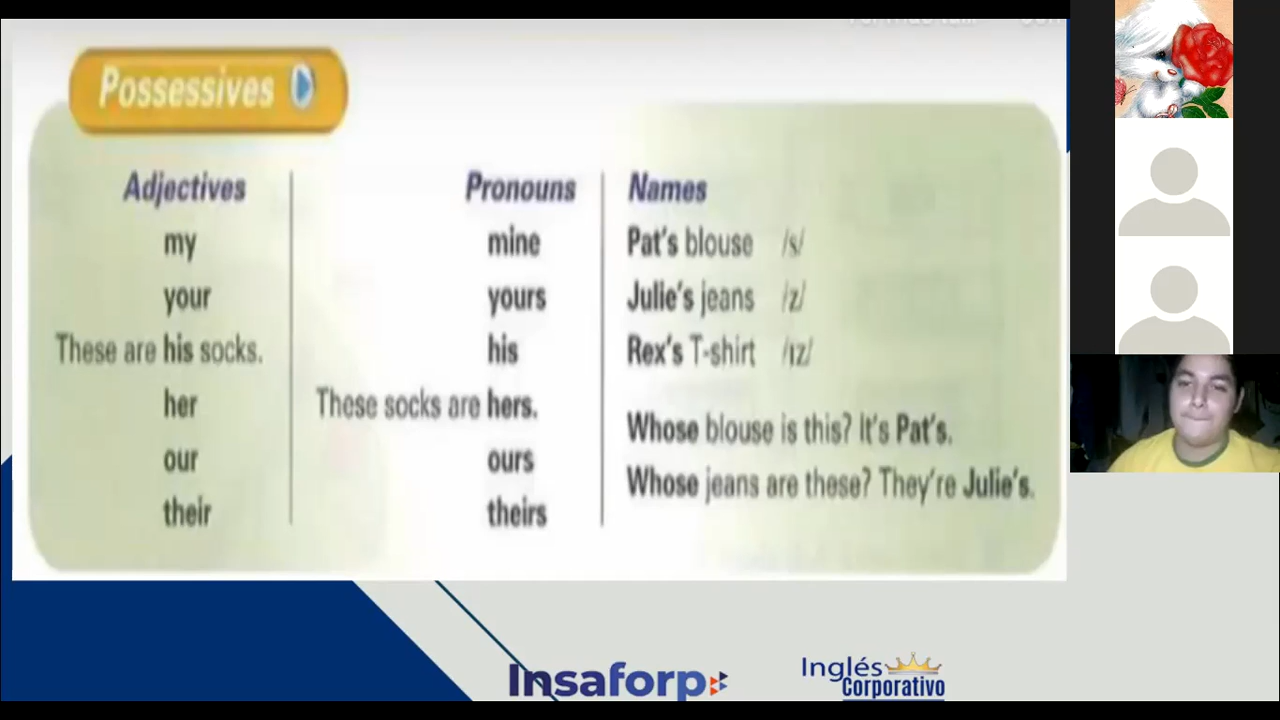 Possessives
Adjectives
my
your
These are his socks.
her
our
their
Pronouns
mine
yours
his
These socks are hers.
ours
theirs
Names
Pat's blouse /s/
Julie's jeans /z/
Rex's T-shirt /ɪz/
Whose blouse is this? It's Pat's.
Whose jeans are these? They're Julie's.
Insaforp
Inglés
Corporativo